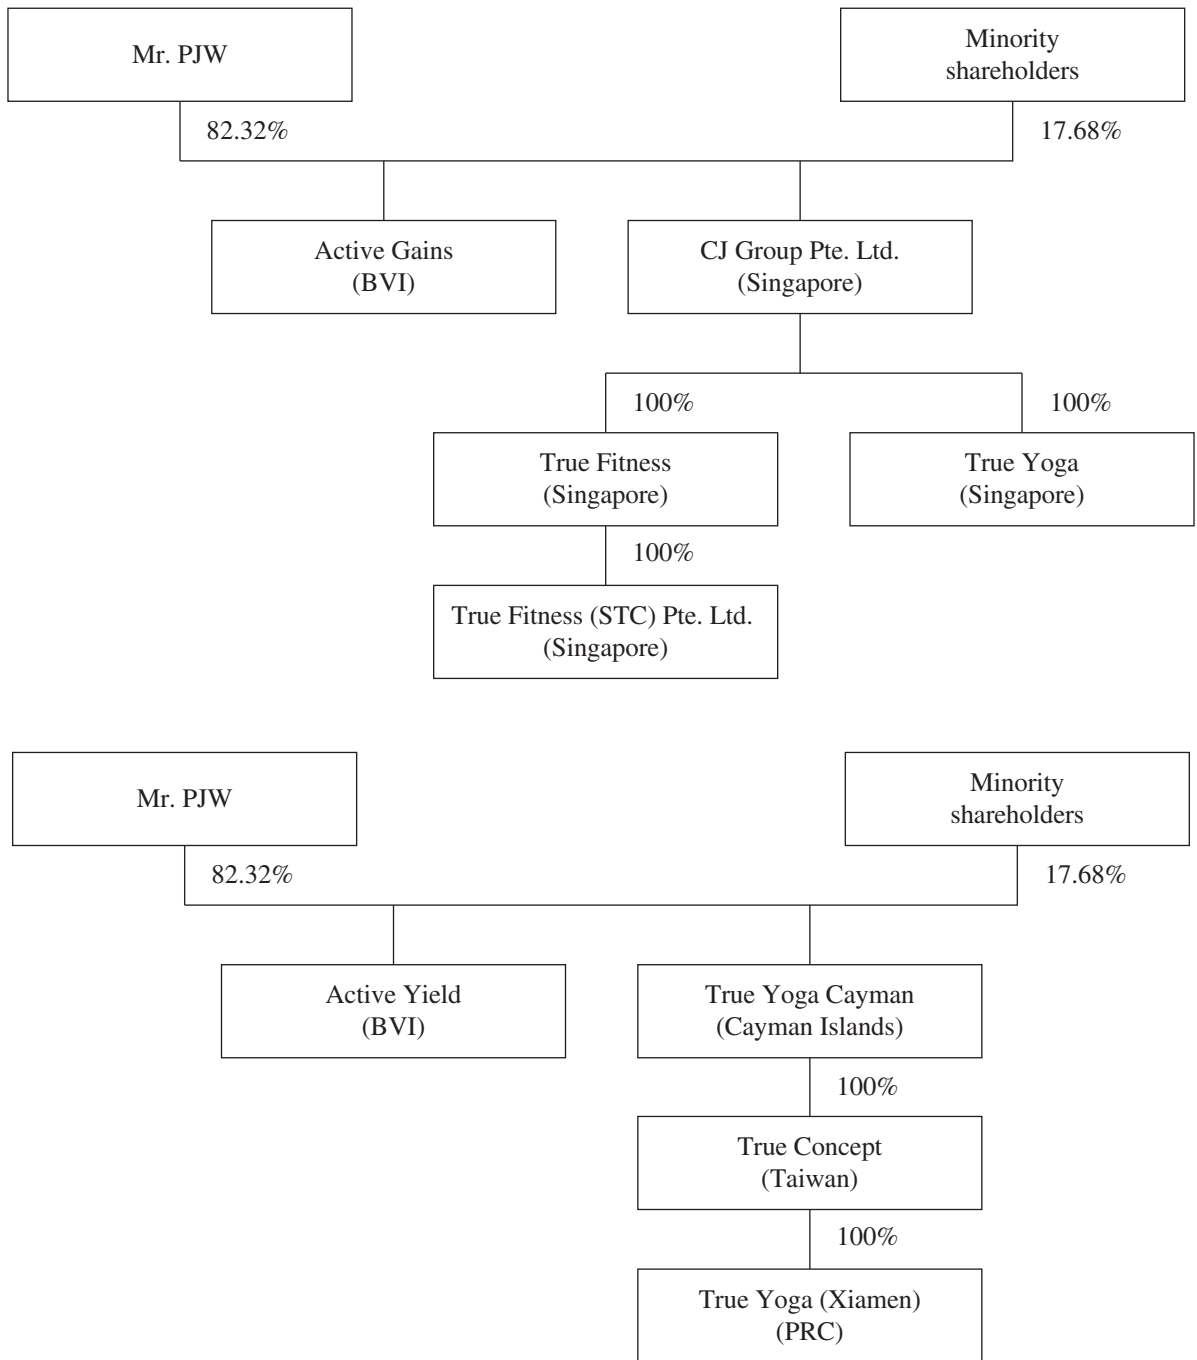 Mr. PJW
Minority
shareholders
82.32%
17.68%
Active Gains
(BVI)
CJ Group Pte. Ltd.
(Singapore)
100%
100%
True Fitness
(Singapore)
True Yoga
(Singapore)
100%
True Fitness (STC) Pte. Ltd.
(Singapore)
Mr. PJW
Minority
shareholders
82.32%
17.68%
Active Yield
(BVI)
True Yoga Cayman
(Cayman Islands)
100%
True Concept
(Taiwan)
100%
True Yoga (Xiamen)
(PRC)